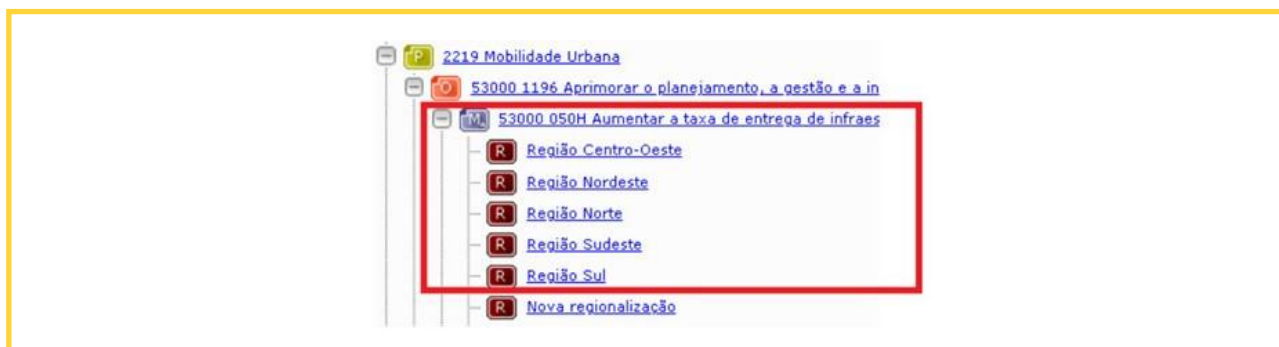 P 2219 Mobilidade Urbana
O 53000 1196 Aprimorar o planejamento, a gestão e a in
M 53000 050H Aumentar a taxa de entrega de infraes
R Região Centro-Oeste
R Região Nordeste
R Região Norte
R Região Sudeste
R Região Sul
R Nova regionalização